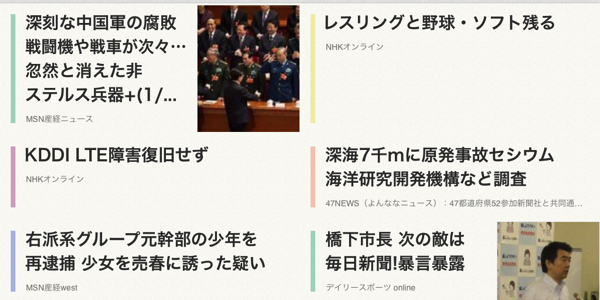 深刻な中国軍の腐敗
戦闘機や戦車が次々…
忽然と消えた非
ステルス兵器+(1/...
MSN産経ニュース
レスリングと野球・ソフト残る
NHKオンライン
KDDI LTE障害復旧せず
NHKオンライン
深海7千mに原発事故セシウム
海洋研究開発機構など調査
47NEWS（よんななニュース）：47都道府県52参加新聞社と共同通…
右派系グループ元幹部の少年を
再逮捕 少女を売春に誘った疑い
MSN産経west
橋下市長 次の敵は
毎日新聞!暴言暴露
デイリースポーツ online